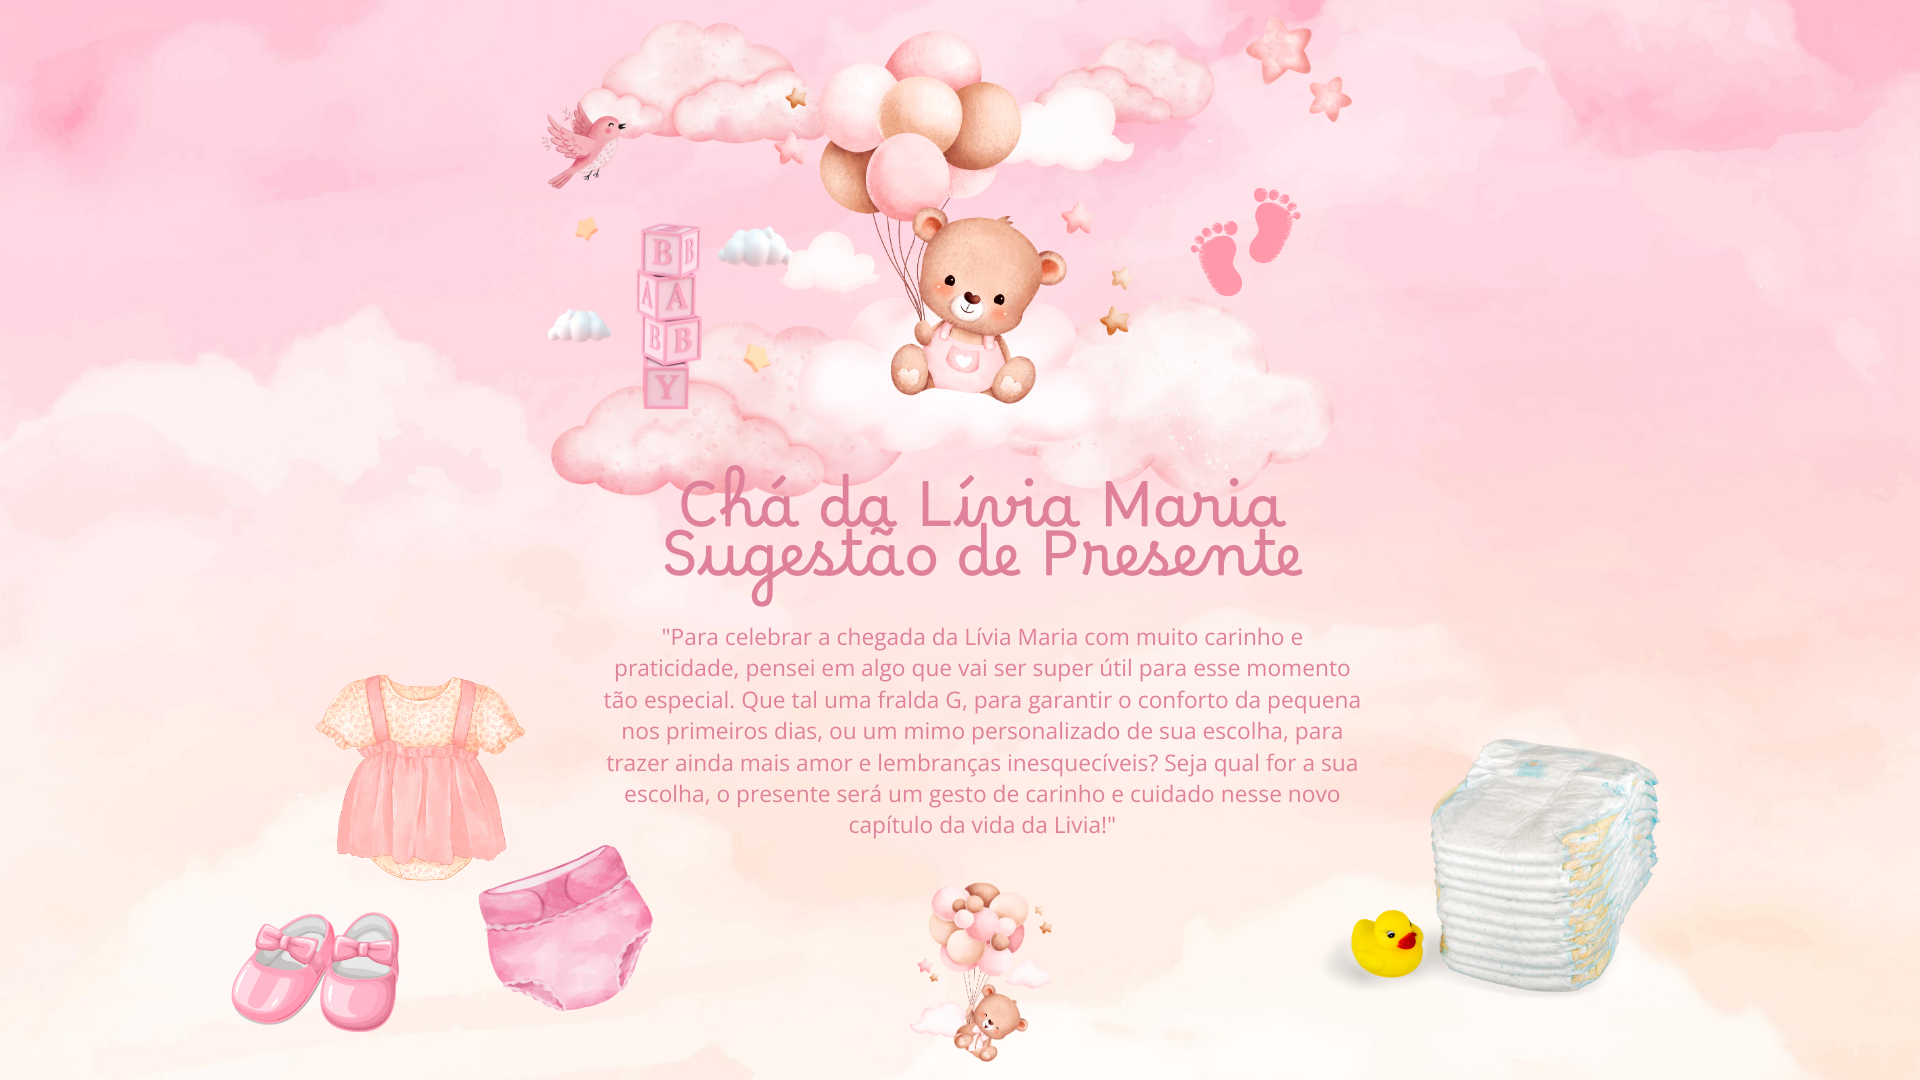 B B
A A
B B
Y
Chá da Lívia Maria
Sugestão de Presente
"Para celebrar a chegada da Lívia Maria com muito carinho e
praticidade, pensei em algo que vai ser super útil para esse momento
tão especial. Que tal uma fralda G, para garantir o conforto da pequena
nos primeiros dias, ou um mimo personalizado de sua escolha, para
trazer ainda mais amor e lembranças inesquecíveis? Seja qual for a sua
escolha, o presente será um gesto de carinho e cuidado nesse novo
capítulo da vida da Livia!"